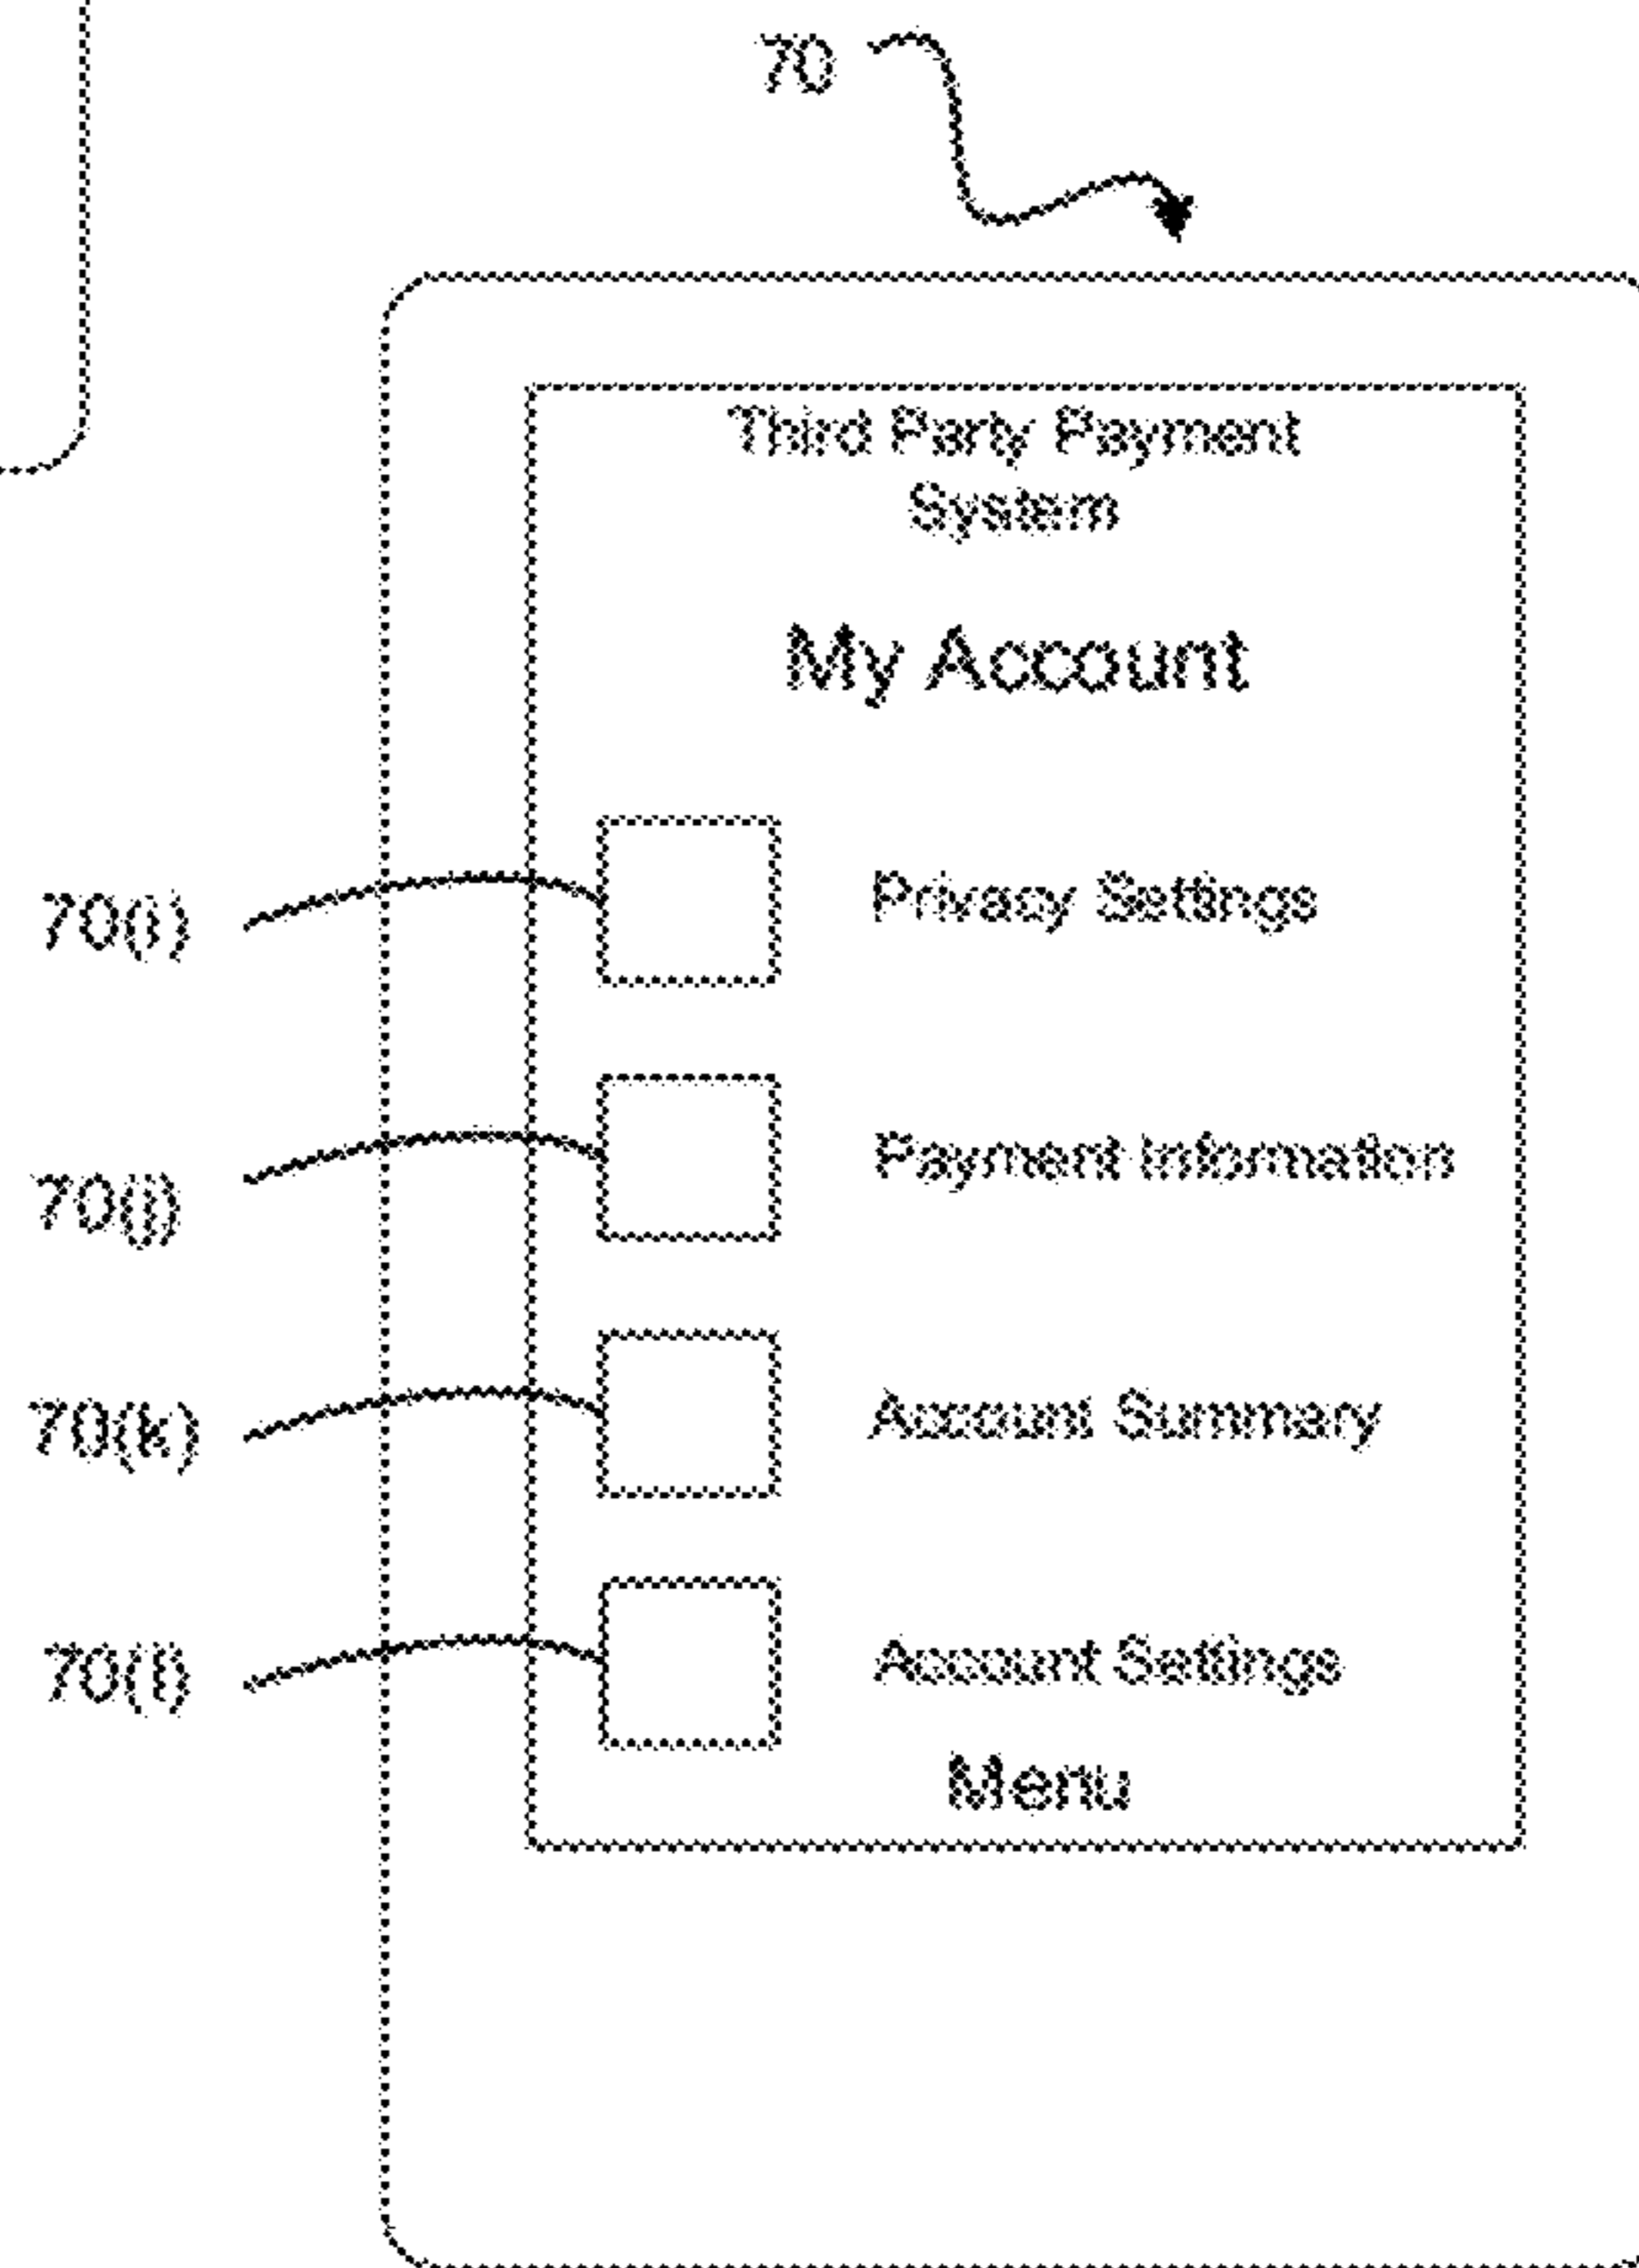 70
Third Party Payment
System
My Account
70(i) Privacy Settings
70(j) Payment Information
70(k) Account Summary
70(l) Account Settings
Menu